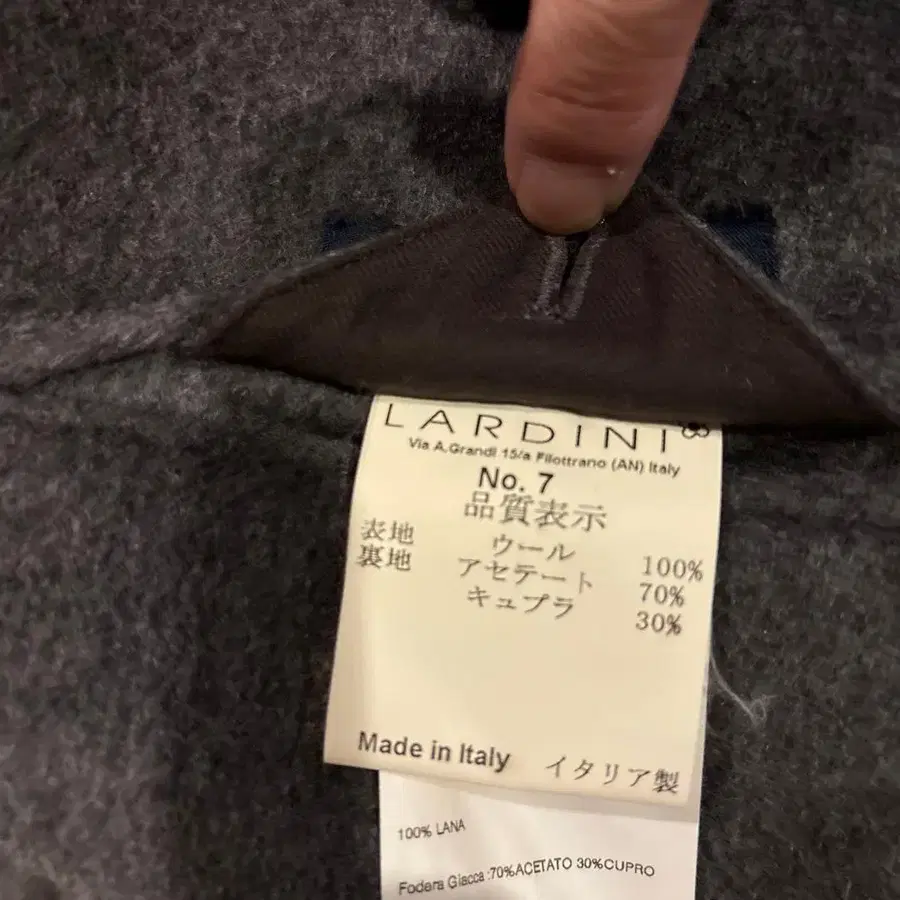 LARDINI
Via A.Grandi 15/a Filottrano (AN) Italy
No. 7
品質表示
表地 ウール 100%
裏地 アセテート 70%
キュプラ 30%
Made in Italy イタリア製
100% LANA
Fodera Giacca :70%ACETATO 30%CUPRO